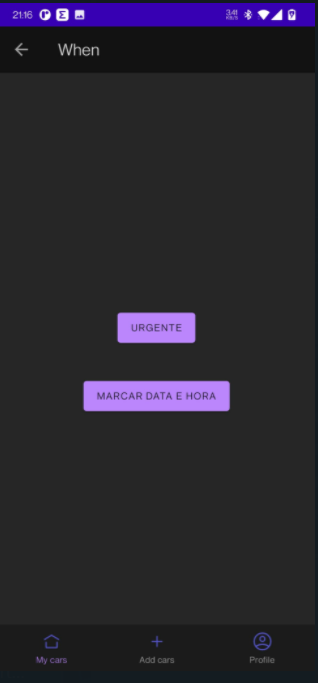 21:16 3,41
KB/S
When
URGENTE
MARCAR DATA E HORA
My cars Add cars Profile